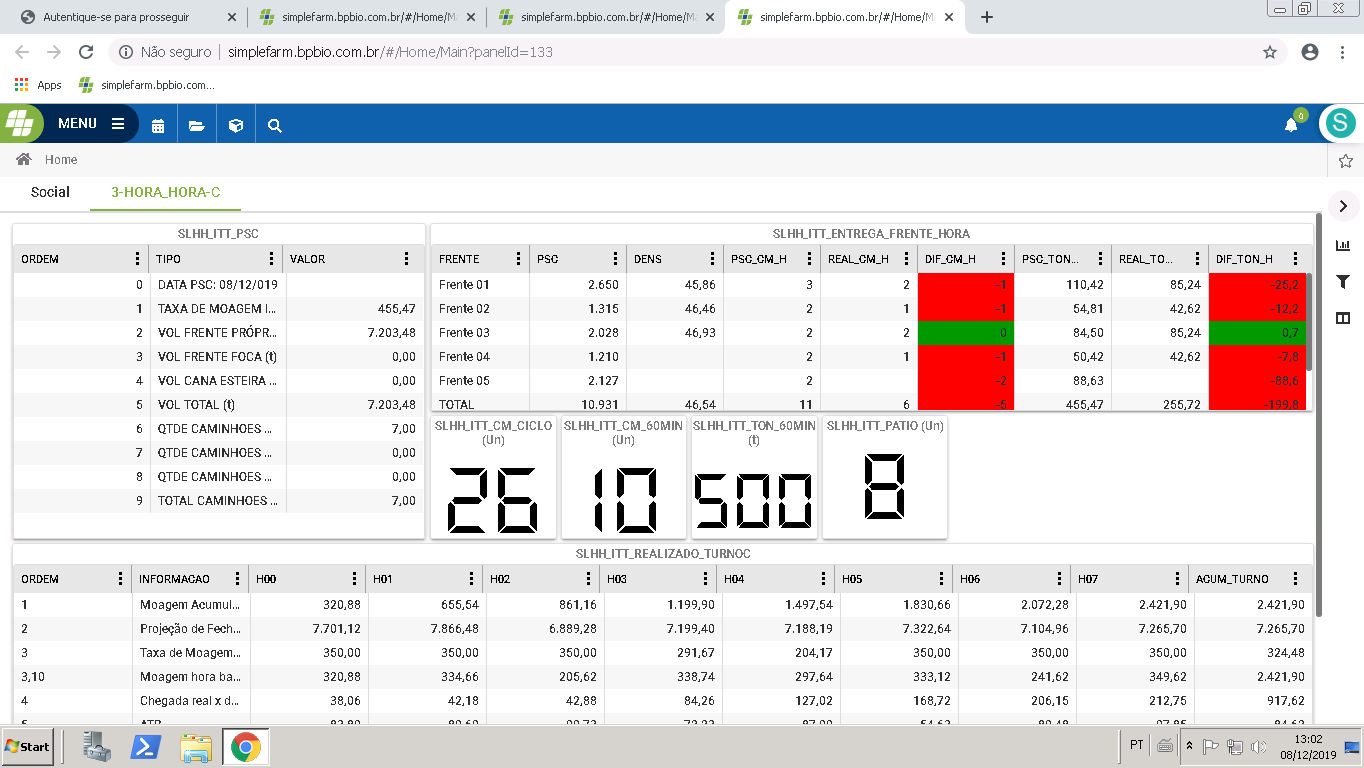 Autentique-se para prosseguir
simplefarm.bpbio.com.br/#/Home/M
simplefarm.bpbio.com.br/#/Home/M
simplefarm.bpbio.com.br/#/Home/M
Não seguro | simplefarm.bpbio.com.br/#/Home/Main?panelId=133
Apps simplefarm.bpbio.com...
MENU
0
S
Home
Social 3-HORA_HORA-C
SLHH_ITT_PSC
ORDEM TIPO VALOR
0 DATA PSC: 08/12/019
1 TAXA DE MOAGEM I... 455,47
2 VOL FRENTE PRÓPR... 7.203,48
3 VOL FRENTE FOCA (t) 0,00
4 VOL CANA ESTEIRA ... 0,00
5 VOL TOTAL (t) 7.203,48
6 QTDE CAMINHOES ... 7,00
7 QTDE CAMINHOES ... 0,00
8 QTDE CAMINHOES ... 0,00
9 TOTAL CAMINHOES ... 7,00
SLHH_ITT_ENTREGA_FRENTE_HORA
FRENTE PSC DENS PSC_CM_H REAL_CM_H DIF_CM_H PSC_TON... REAL_TO... DIF_TON_H
Frente 01 2.650 45,86 3 2 -1 110,42 85,24 -25,2
Frente 02 1.315 46,46 2 1 -1 54,81 42,62 -12,2
Frente 03 2.028 46,93 2 2 0 84,50 85,24 0,7
Frente 04 1.210 2 1 -1 50,42 42,62 -7,8
Frente 05 2.127 2 -2 88,63 -88,6
TOTAL 10.931 46,54 11 6 -5 455,47 255,72 -199,8
SLHH_ITT_CM_CICLO (Un)
26
SLHH_ITT_CM_60MIN (Un)
10
SLHH_ITT_TON_60MIN (t)
500
SLHH_ITT_PATIO (Un)
8
SLHH_ITT_REALIZADO_TURNOC
ORDEM INFORMACAO H00 H01 H02 H03 H04 H05 H06 H07 ACUM_TURNO
1 Moagem Acumul... 320,88 655,54 861,16 1.199,90 1.497,54 1.830,66 2.072,28 2.421,90 2.421,90
2 Projeção de Fech... 7.701,12 7.866,48 6.889,28 7.199,40 7.188,19 7.322,64 7.104,96 7.265,70 7.265,70
3 Taxa de Moagem... 350,00 350,00 350,00 291,67 204,17 350,00 350,00 350,00 324,48
3,10 Moagem hora ba... 320,88 334,66 205,62 338,74 297,64 333,12 241,62 349,62 2.421,90
4 Chegada real x d... 38,06 42,18 42,88 84,26 127,02 168,72 206,15 212,75 917,62
Start
PT
13:02
08/12/2019